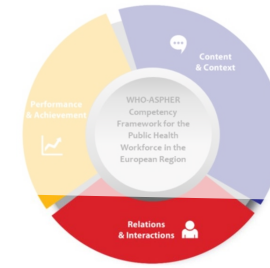 Content
& Context
Performance
& Achievement
WHO-ASPHER
Competency
Framework for the
Public Health
Workforce in the
European Region
Relations
& Interactions